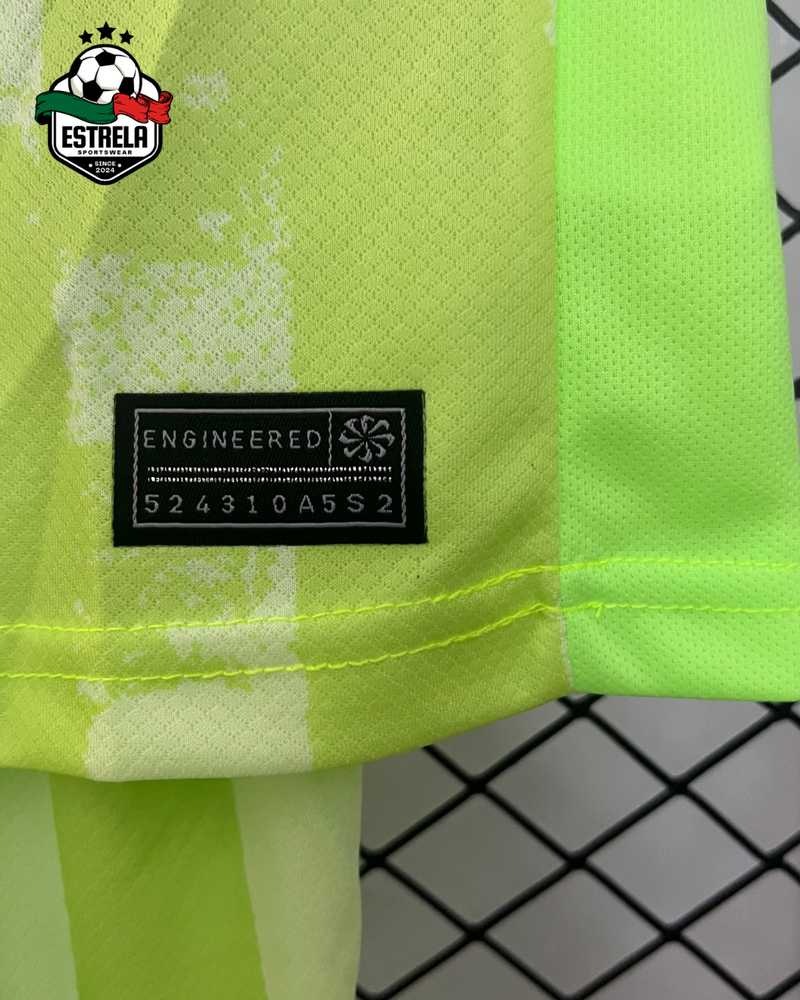 ESTRELA
SPORTSWEAR
SINCE
2024
ENGINEERED
524310A5S2